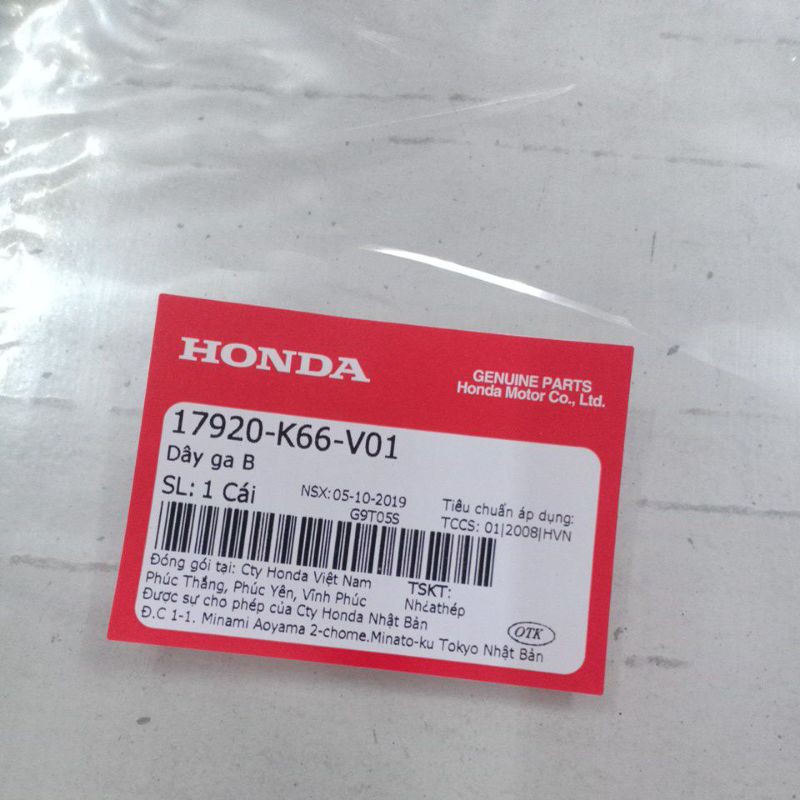 HONDA
GENUINE PARTS
Honda Motor Co., Ltd.
17920-K66-V01
Dây ga B
SL: 1 Cái
NSX: 05-10-2019
G9T05S
Tiêu chuẩn áp dụng:
TCCS: 01|2008|HVN
Đóng gói tại: Cty Honda Việt Nam
Phúc Thắng, Phúc Yên, Vĩnh Phúc
Được sự cho phép của Cty Honda Nhật Bản
Đ.C 1-1. Minami Aoyama 2-chome.Minato-ku Tokyo Nhật Bản
TSKT:
Nhćathép
OTK